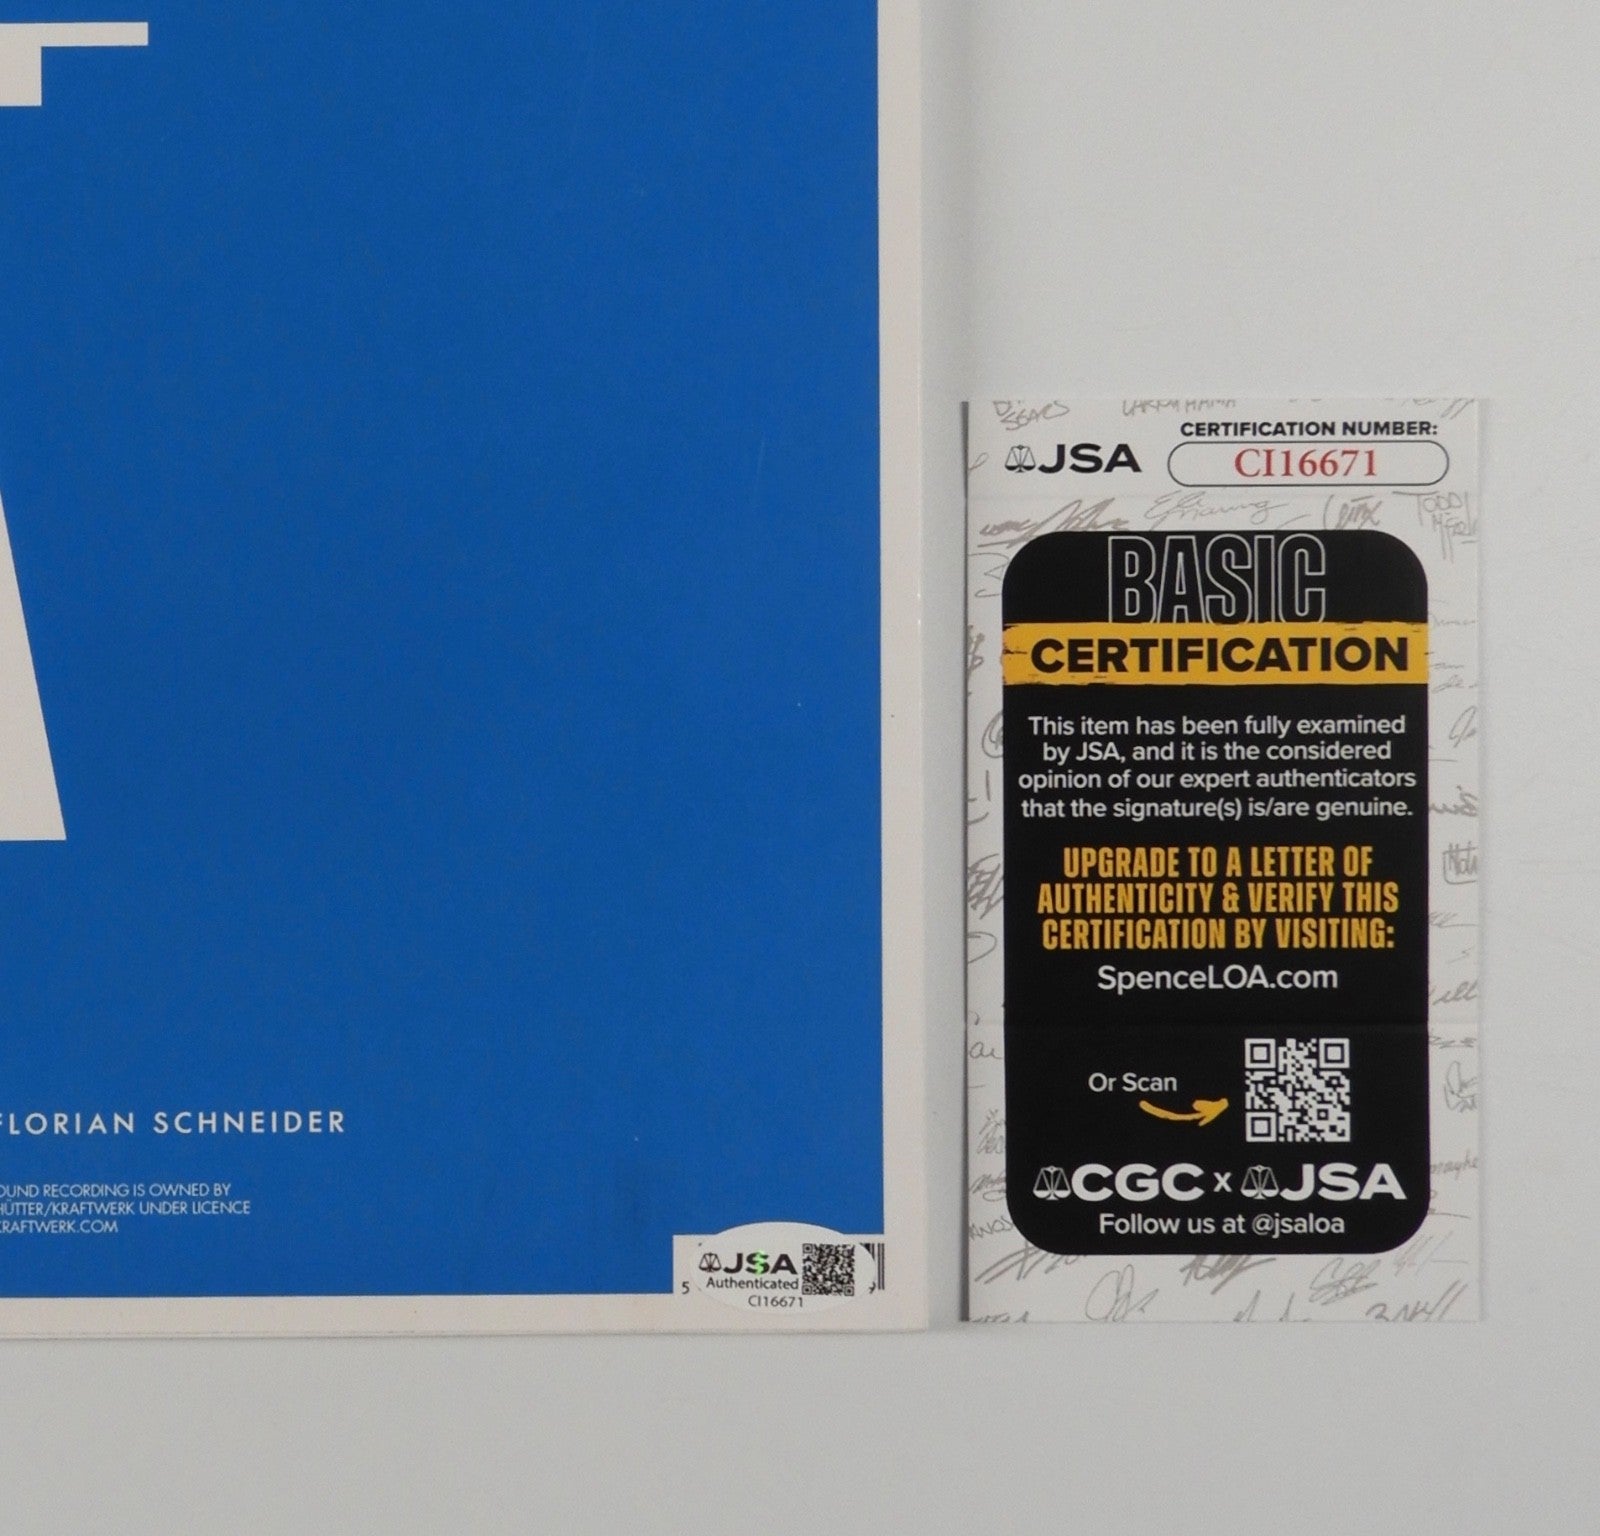 FLORIAN SCHNEIDER
OUND RECORDING IS OWNED BY
HÜTTER/KRAFTWERK UNDER LICENCE
KRAFTWERK.COM
JSA
Authenticated
CI16671
5
JSA
CERTIFICATION NUMBER:
CI16671
BASIC
CERTIFICATION
This item has been fully examined
by JSA, and it is the considered
opinion of our expert authenticators
that the signature(s) is/are genuine.
UPGRADE TO A LETTER OF
AUTHENTICITY & VERIFY THIS
CERTIFICATION BY VISITING:
SpenceLOA.com
Or Scan
CGC x JSA
Follow us at @jsaloa